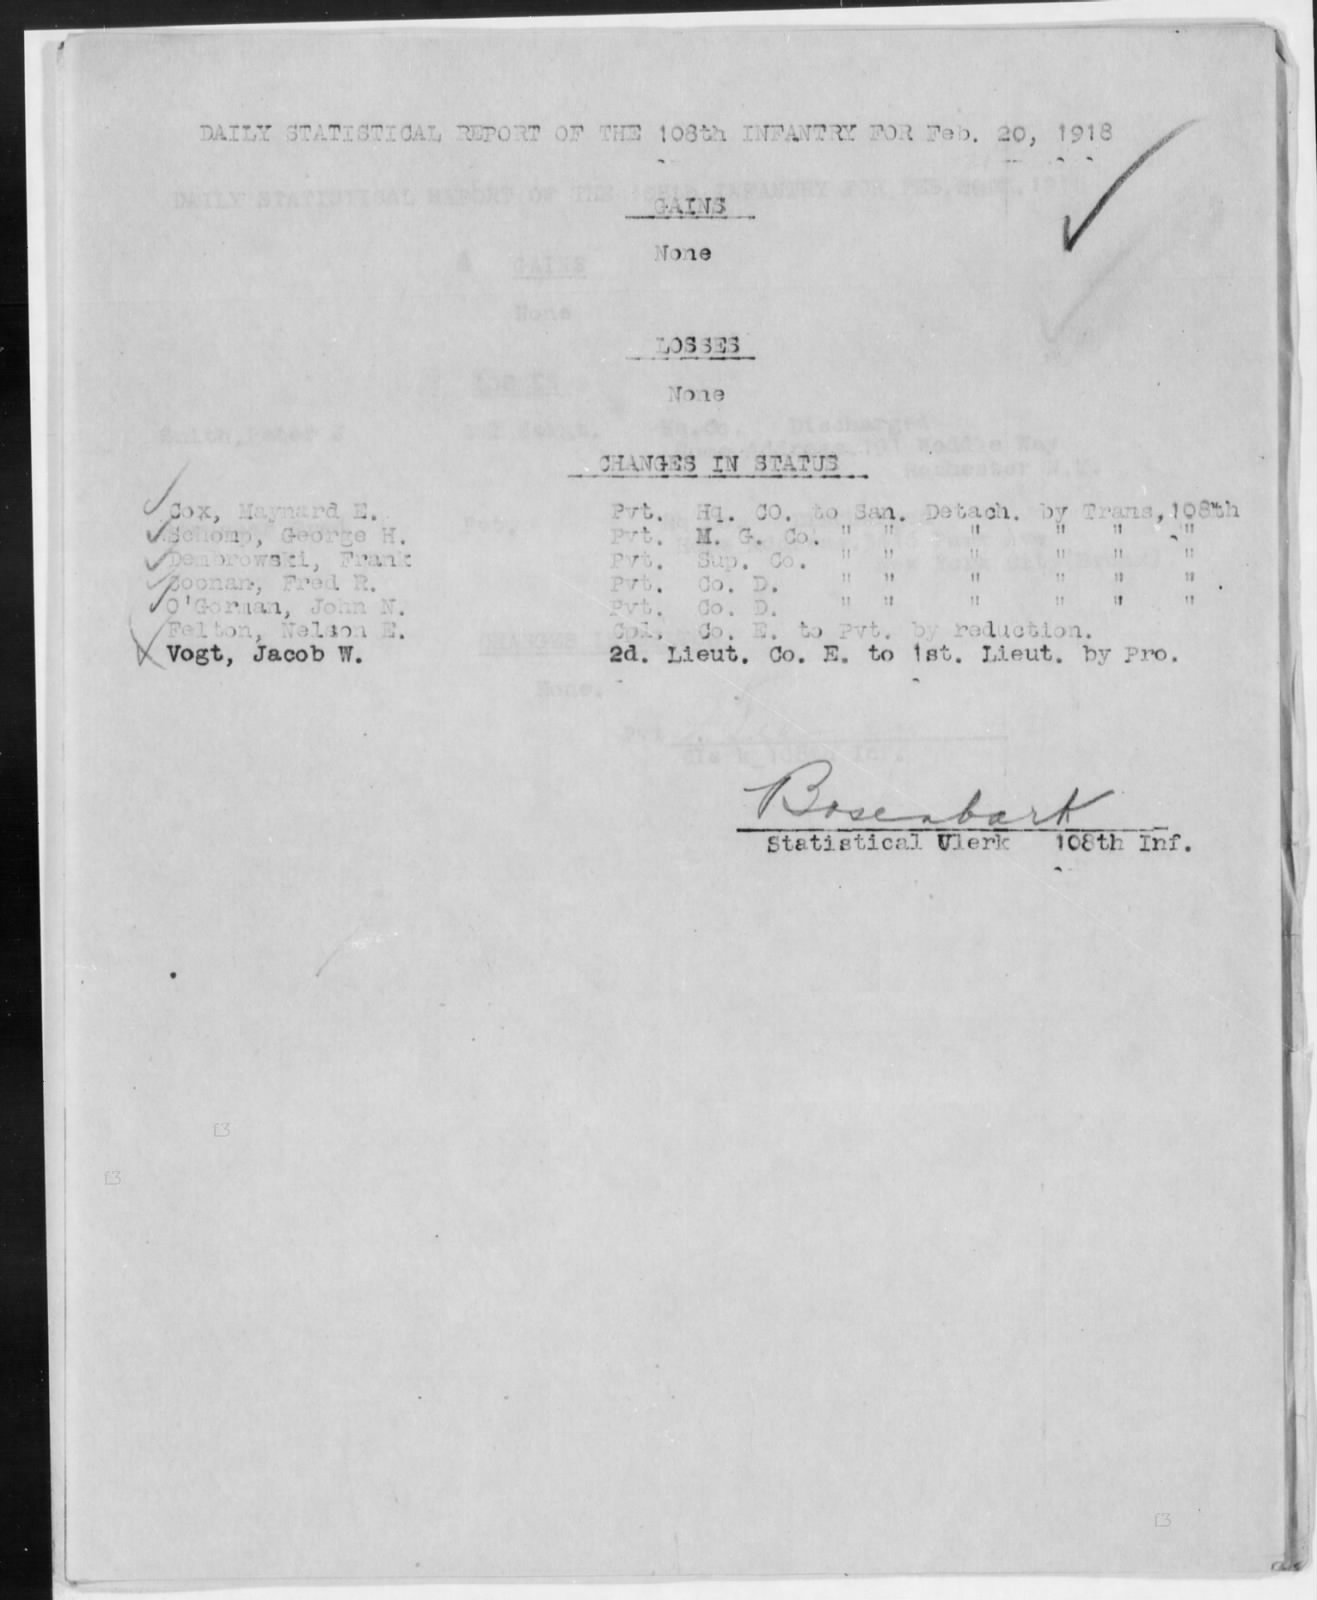 DAILY STATISTICAL REPORT OF THE 108th INFANTRY FOR Feb. 20, 1918
GAINS
None
LOSSES
None
CHANGES IN STATUS
Cox, Maynard E. Pvt. Hq. CO. to San. Detach. by Trans, 108th
Schomp, George H. Pvt. M. G. Co. " " " " " "
Dembrowski, Frank Pvt. Sup. Co. " " " " " "
Noonan, Fred R. Pvt. Co. D. " " " " " " .
O'Gorman, John N. Pvt. Co. D. " " " " " "
Felton, Nelson E. Cpl. Co. E. to Pvt. by reduction.
Vogt, Jacob W. 2d. Lieut. Co. E. to 1st. Lieut. by Pro.
Bosenbark
Statistical Clerk 108th Inf.